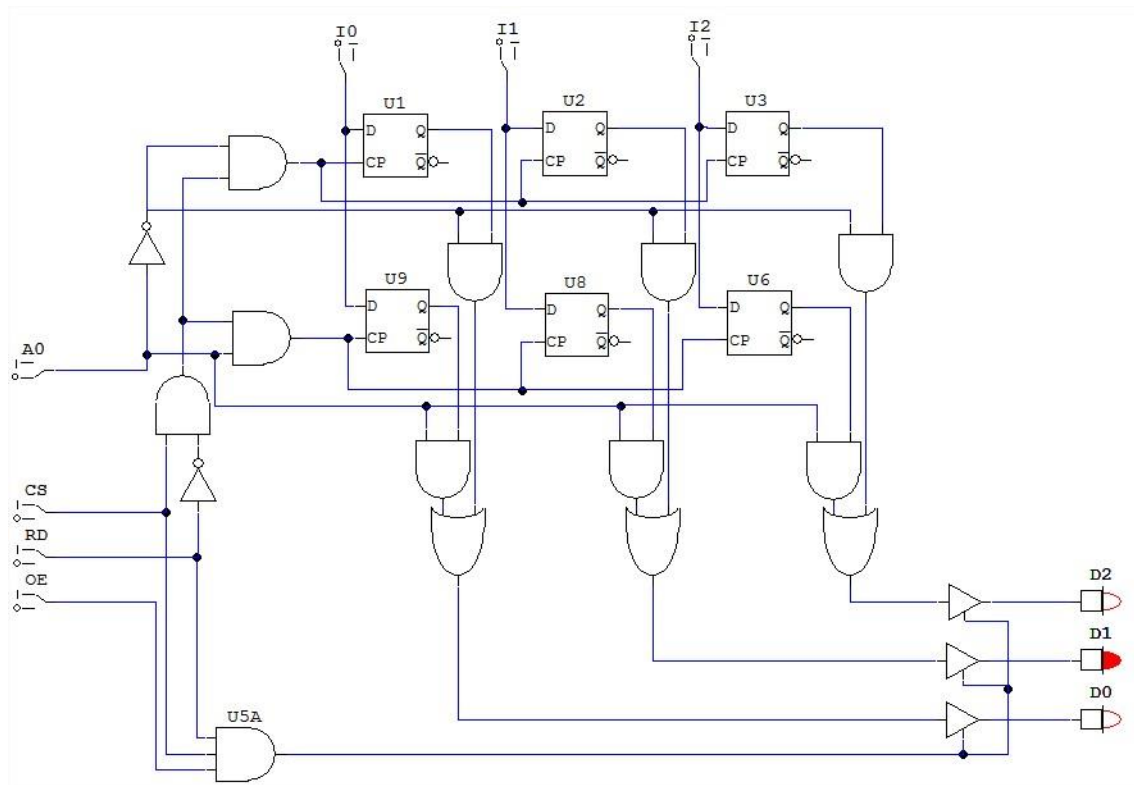 I0
I1
I2
U1
U2
U3
D Q
CP Q
D Q
CP Q
D Q
CP Q
U9
U8
U6
D Q
CP Q
D Q
CP Q
D Q
CP Q
A0
CS
RD
OE
D2
D1
D0
U5A